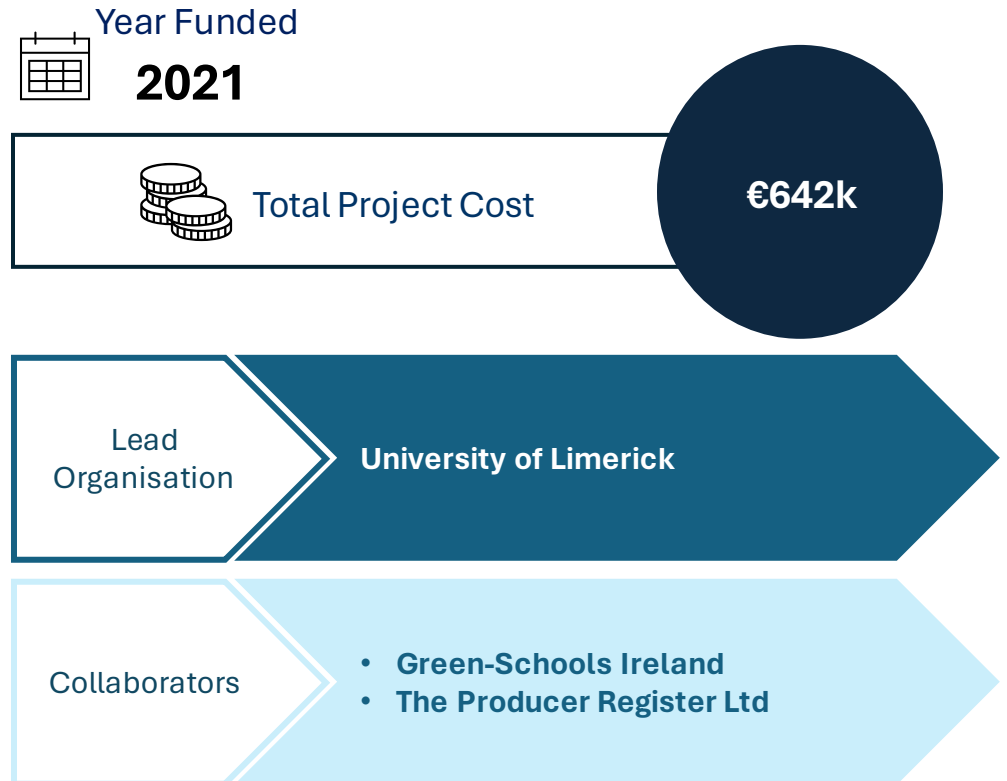 Year Funded
2021
Total Project Cost
€642k
Lead
Organisation
University of Limerick
Collaborators
• Green-Schools Ireland
• The Producer Register Ltd